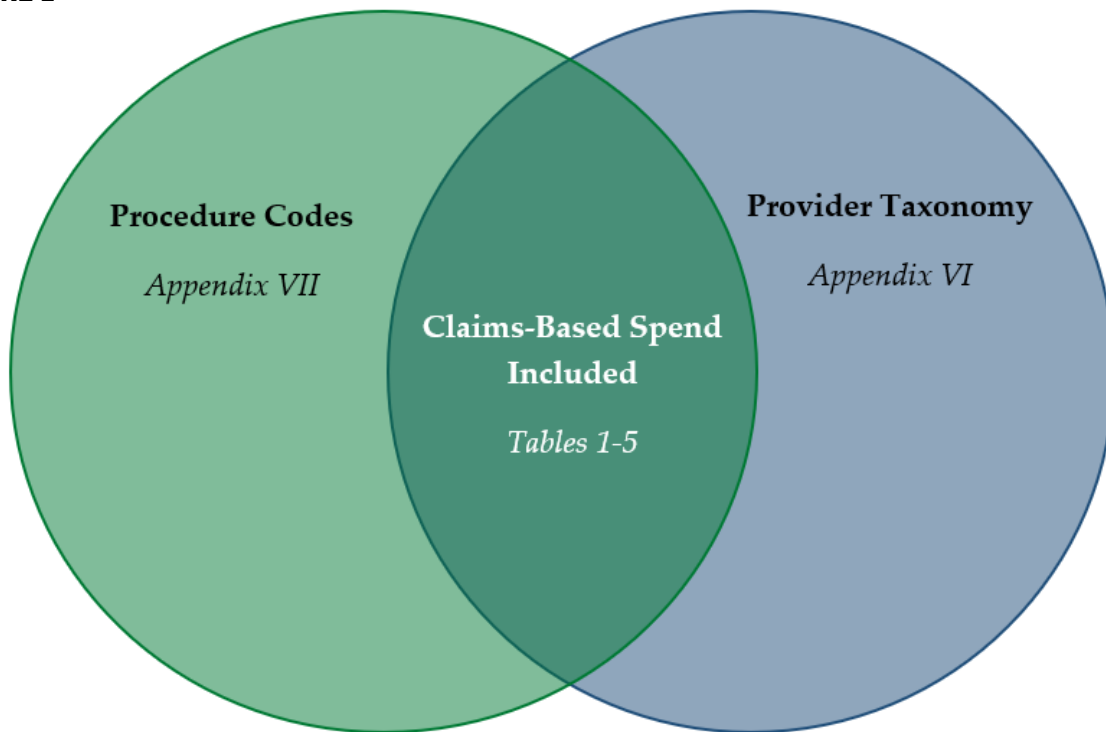 Procedure Codes
Appendix VII
Provider Taxonomy
Appendix VI
Claims-Based Spend
Included
Tables 1-5